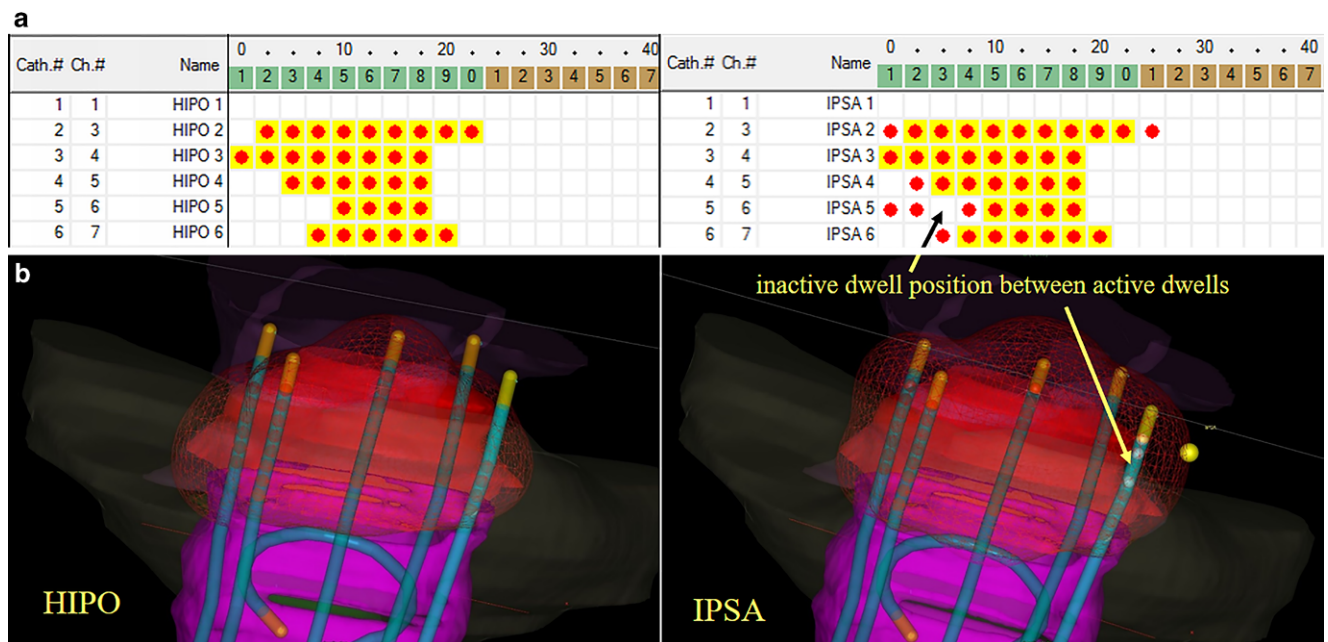 a
0 . 10 . 20 . 30 . 40
Cath.# Ch.# Name
1 2 3 4 5 6 7 8 9 0 1 2 3 4 5 6 7
1 1 HIPO 1
2 3 HIPO 2
3 4 HIPO 3
4 5 HIPO 4
5 6 HIPO 5
6 7 HIPO 6
0 . 10 . 20 . 30 . 40
Cath.# Ch.# Name
1 2 3 4 5 6 7 8 9 0 1 2 3 4 5 6 7
1 1 IPSA 1
2 3 IPSA 2
3 4 IPSA 3
4 5 IPSA 4
5 6 IPSA 5
6 7 IPSA 6
b
inactive dwell position between active dwells
HIPO
IPSA